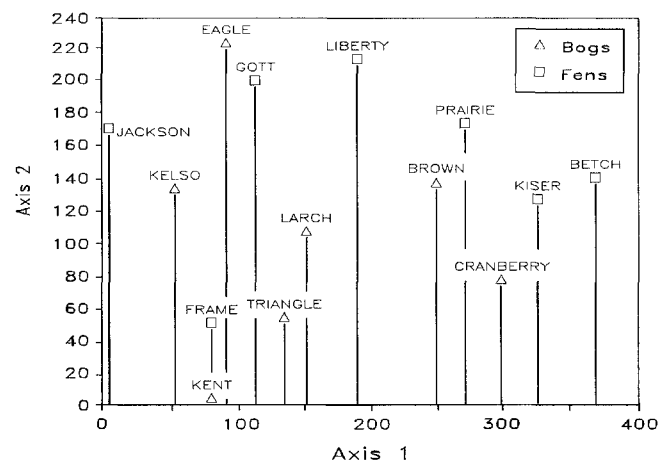 240
220
200
180
160
140
120
100
80
60
40
20
0
Axis 2
EAGLE
GOTT
LIBERTY
△ Bogs
□ Fens
JACKSON
PRAIRIE
KELSO
BROWN
BETCH
KISER
LARCH
CRANBERRY
FRAME
TRIANGLE
KENT
0 100 200 300 400
Axis 1